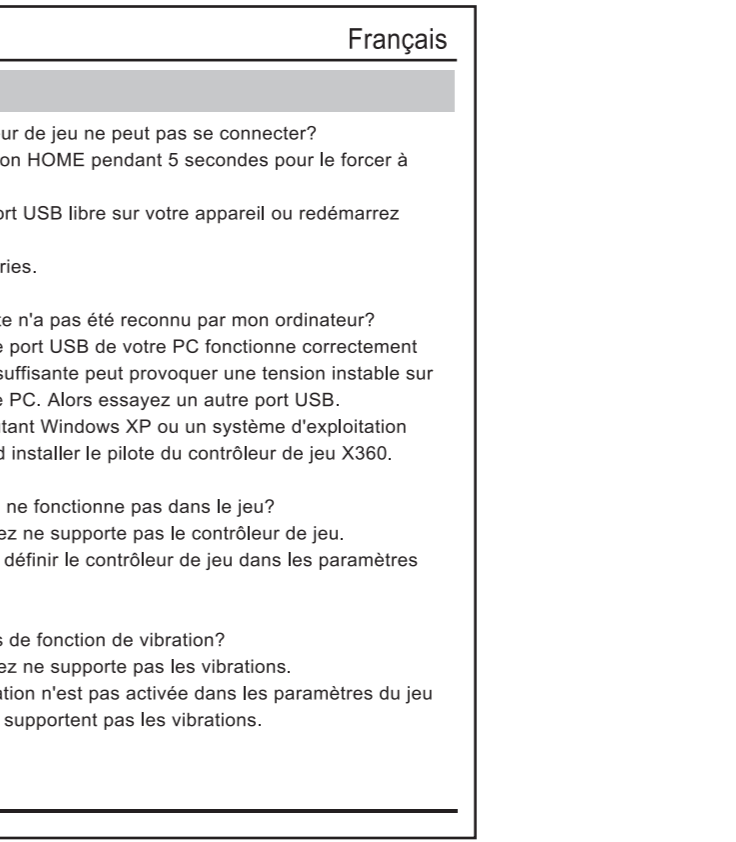 Français
ur de jeu ne peut pas se connecter?
on HOME pendant 5 secondes pour le forcer à
ort USB libre sur votre appareil ou redémarrez
ries.
te n'a pas été reconnu par mon ordinateur?
e port USB de votre PC fonctionne correctement
suffisante peut provoquer une tension instable sur
e PC. Alors essayez un autre port USB.
tant Windows XP ou un système d'exploitation
d installer le pilote du contrôleur de jeu X360.
ne fonctionne pas dans le jeu?
ez ne supporte pas le contrôleur de jeu.
définir le contrôleur de jeu dans les paramètres
s de fonction de vibration?
ez ne supporte pas les vibrations.
ation n'est pas activée dans les paramètres du jeu
supportent pas les vibrations.